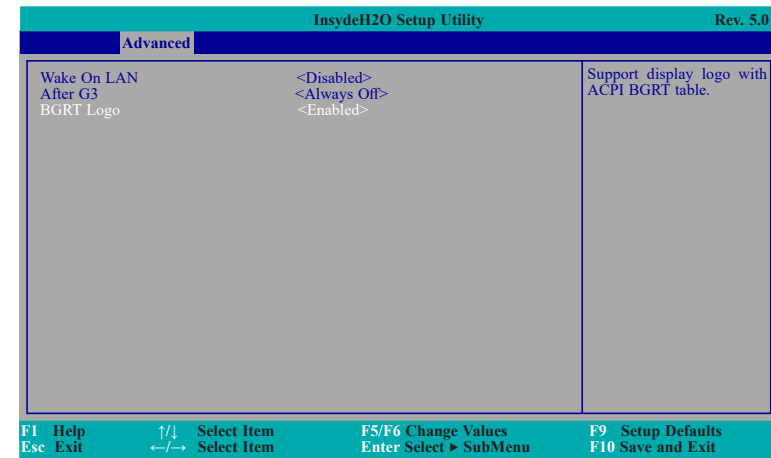 InsydeH2O Setup Utility Rev. 5.0
Advanced
Wake On LAN <Disabled>
After G3 <Always Off>
BGRT Logo <Enabled>
Support display logo with
ACPI BGRT table.
F1 Help ↑/↓ Select Item F5/F6 Change Values F9 Setup Defaults
Esc Exit ←/→ Select Item Enter Select ► SubMenu F10 Save and Exit